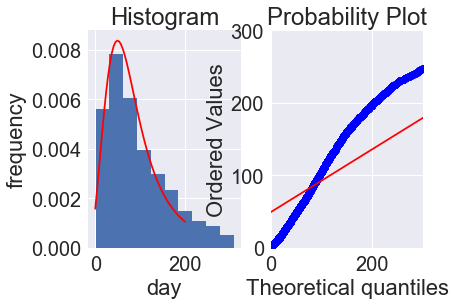 Histogram
frequency
0.008
0.006
0.004
0.002
0.000
0
200
day
Probability Plot
Ordered Values
300
200
100
0
0
200
Theoretical quantiles